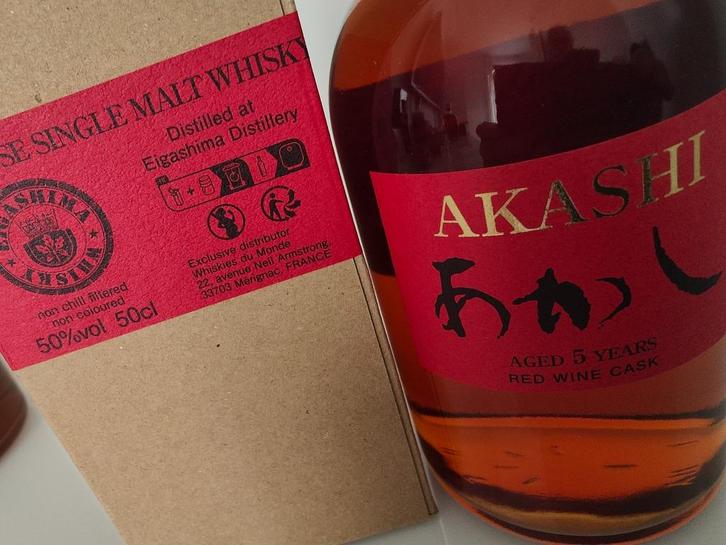 SE SINGLE MALT WHISKY
Distilled at
Eigashima Distillery
EIGASHIMA
WHISKY
Exclusive distributor
Whiskies du Monde
22, avenue Neil Armstrong,
33703 Mérignac, FRANCE
non chill filtered
non coloured
50%vol 50cl
AKASHI
あかし
AGED 5 YEARS
RED WINE CASK